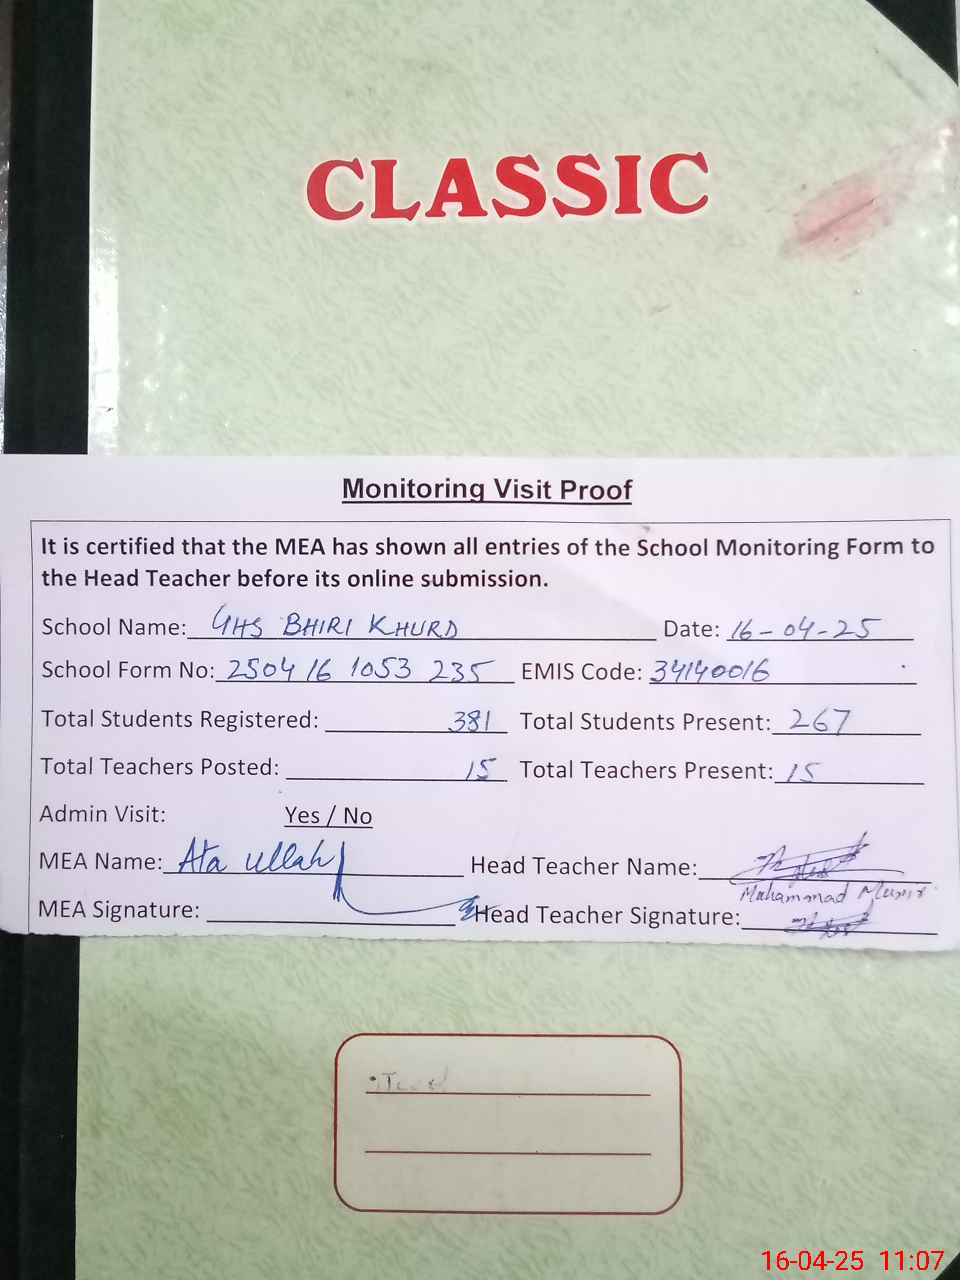 CLASSIC
Monitoring Visit Proof
It is certified that the MEA has shown all entries of the School Monitoring Form to
the Head Teacher before its online submission.
School Name: GHS BHIRI KHURD Date: 16-04-25
School Form No: 250416 1053 235 EMIS Code: 34140016
Total Students Registered: 381 Total Students Present: 267
Total Teachers Posted: 15 Total Teachers Present: 15
Admin Visit: Yes / No
MEA Name: Ata ullah Head Teacher Name:
Muhammad Munir
MEA Signature: Head Teacher Signature:
16-04-25 11:07